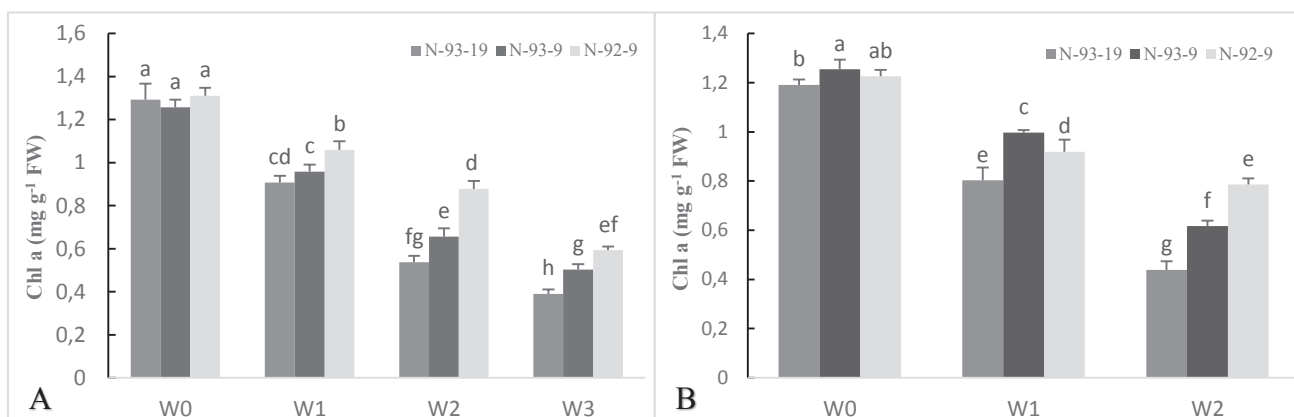 1,6
1,4
1,2
1
0,8
0,6
0,4
0,2
0
Chl a (mg g⁻¹ FW)
N-93-19 N-93-9 N-92-9
a a a
cd c b
fg e d
h g ef
W0 W1 W2 W3
A
1,4
1,2
1
0,8
0,6
0,4
0,2
0
Chl a (mg g⁻¹ FW)
N-93-19 N-93-9 N-92-9
b a ab
e c d
g f e
W0 W1 W2
B